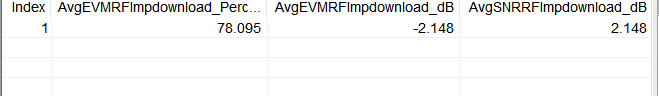 Index AvgEVMRFImpdownload_Perc... AvgEVMRFImpdownload_dB AvgSNRRFImpdownload_dB
1 78.095 -2.148 2.148